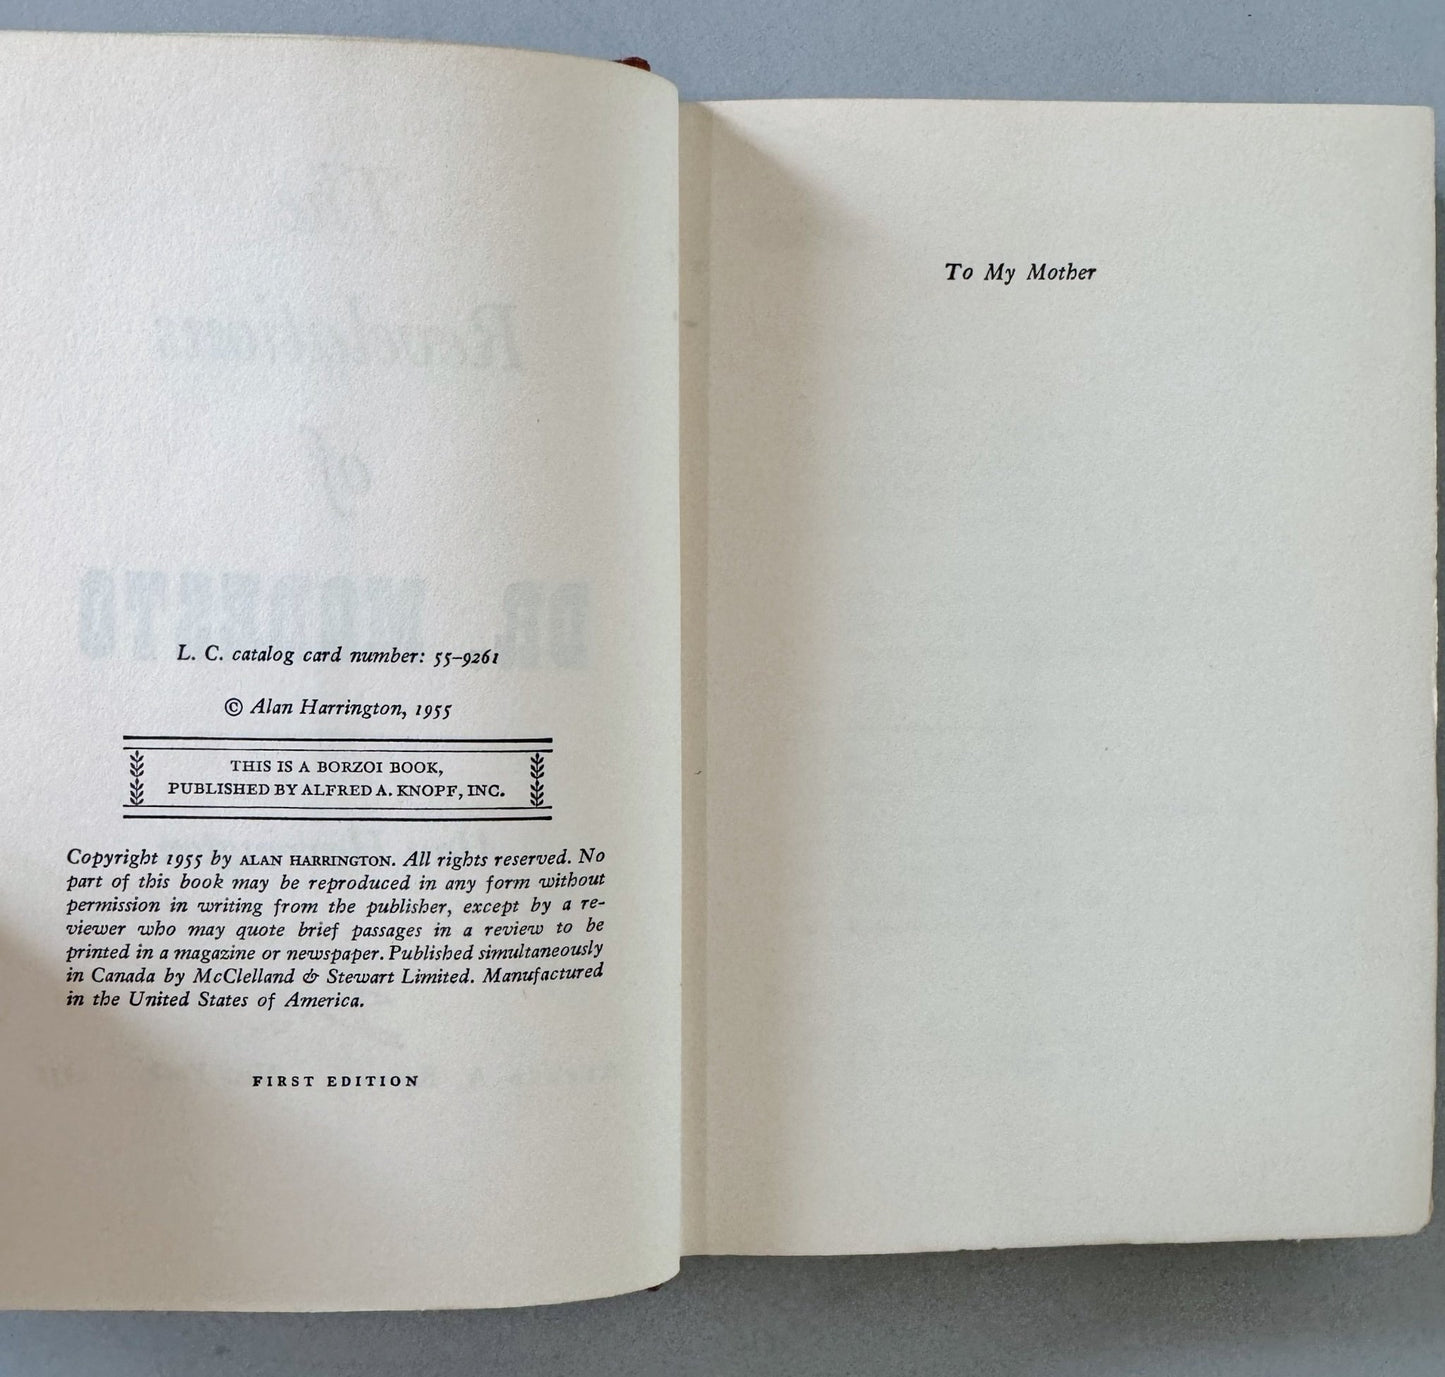 L. C. catalog card number: 55–9261
© Alan Harrington, 1955
THIS IS A BORZOI BOOK,
PUBLISHED BY ALFRED A. KNOPF, INC.
Copyright 1955 by ALAN HARRINGTON. All rights reserved. No
part of this book may be reproduced in any form without
permission in writing from the publisher, except by a re-
viewer who may quote brief passages in a review to be
printed in a magazine or newspaper. Published simultaneously
in Canada by McClelland & Stewart Limited. Manufactured
in the United States of America.
FIRST EDITION
To My Mother